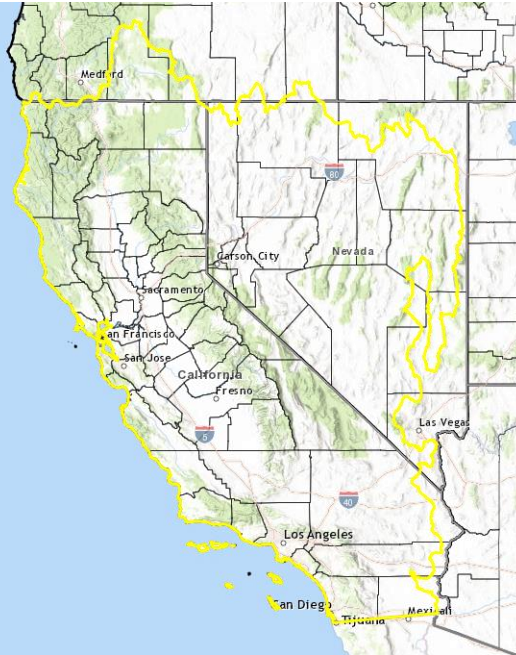 Medford
80
Carson City
Nevada
Sacramento
San Francisco
San Jose
California
Fresno
5
Las Vegas
40
Los Angeles
San Diego
Tijuana
Mexicali